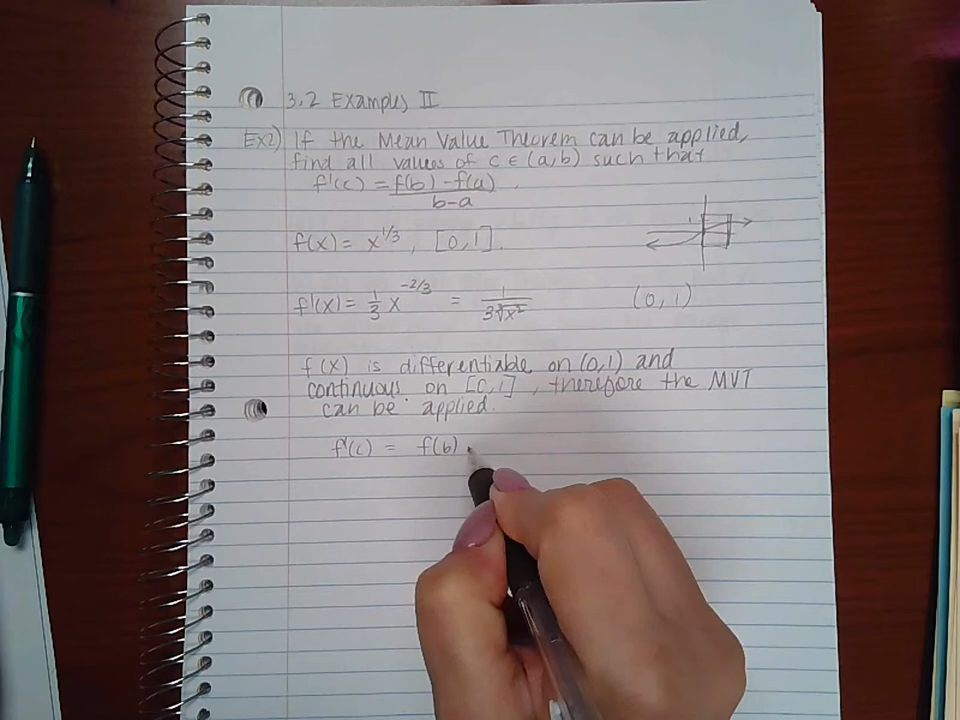 3.2 Examples II
Ex2) If the Mean Value Theorem can be applied,
find all values of c ∈ (a,b) such that
f'(c) = f(b) - f(a) / b-a .
f(x) = x^1/3 , [0,1].
f'(x) = 1/3 x^-2/3 = 1/3∛x² (0,1)
f(x) is differentiable on (0,1) and
continuous on [0,1] , therefore the MVT
can be applied.
f'(c) = f(b)